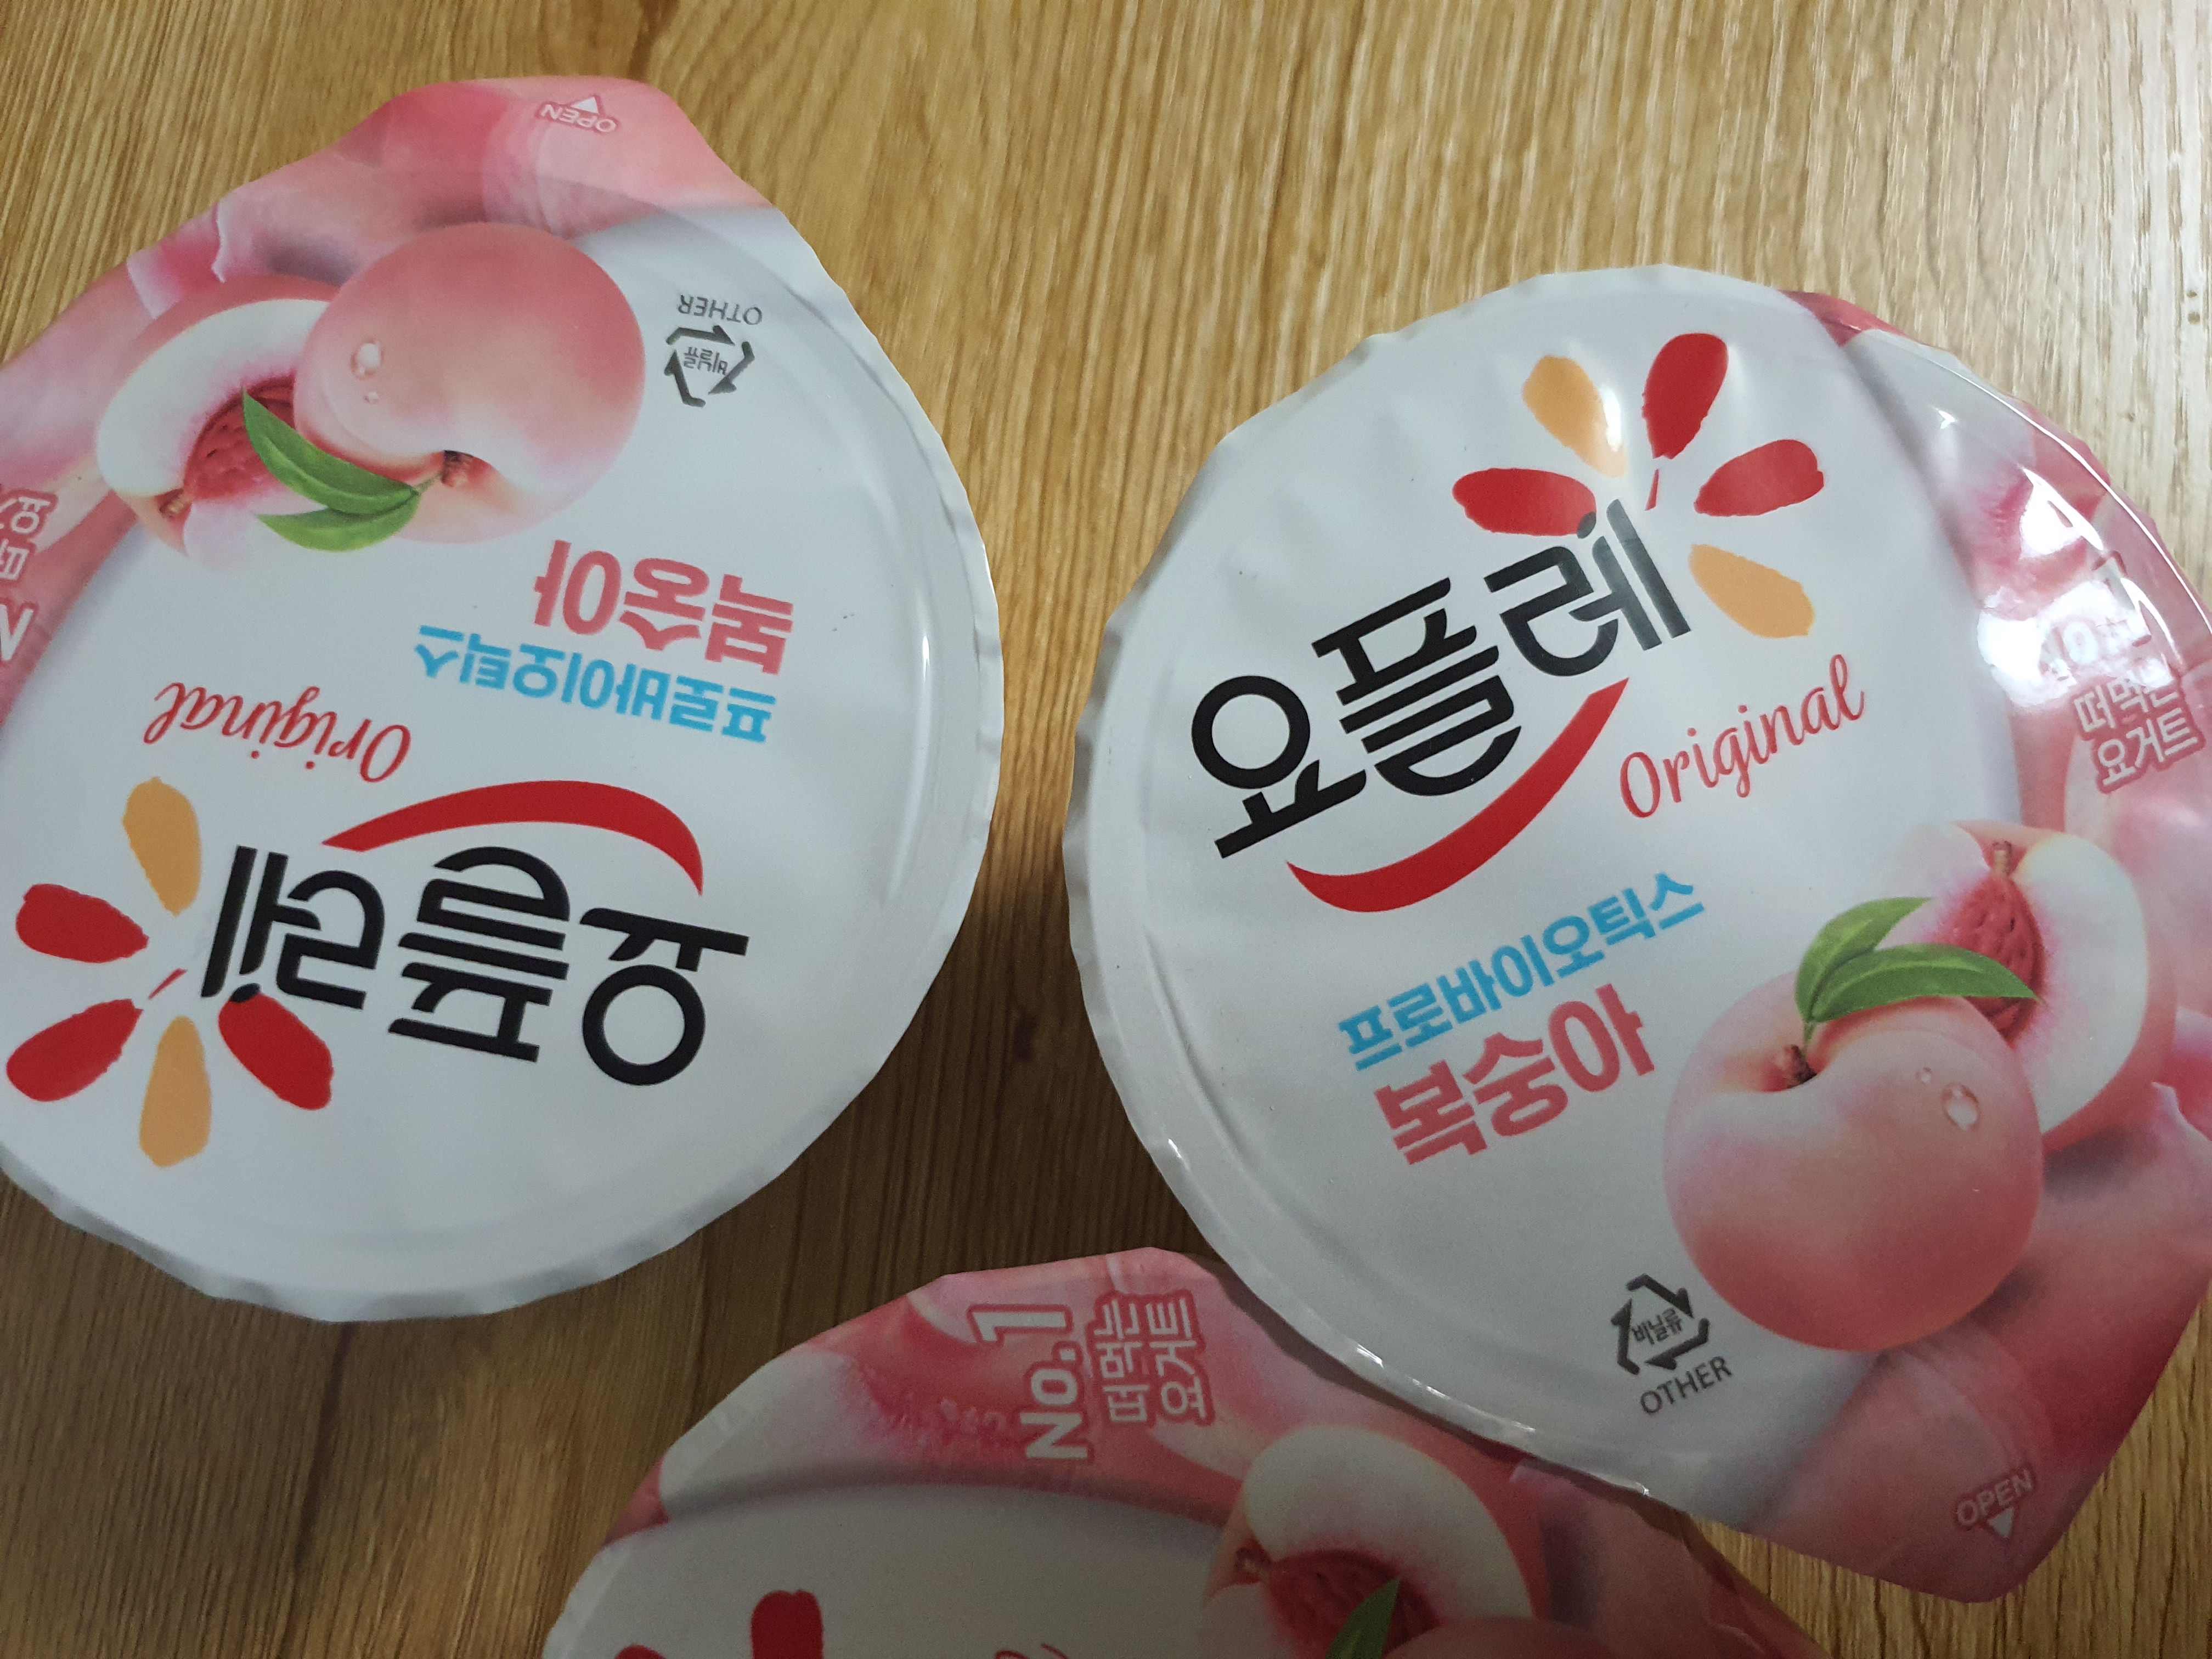 OPEN
OTHER
비닐류
복숭아
프로바이오틱스
Original
요플레
요플레
Original
프로바이오틱스
복숭아
비닐류
OTHER
OPEN
떠먹는
요거트
No.1
떠먹는
요거트